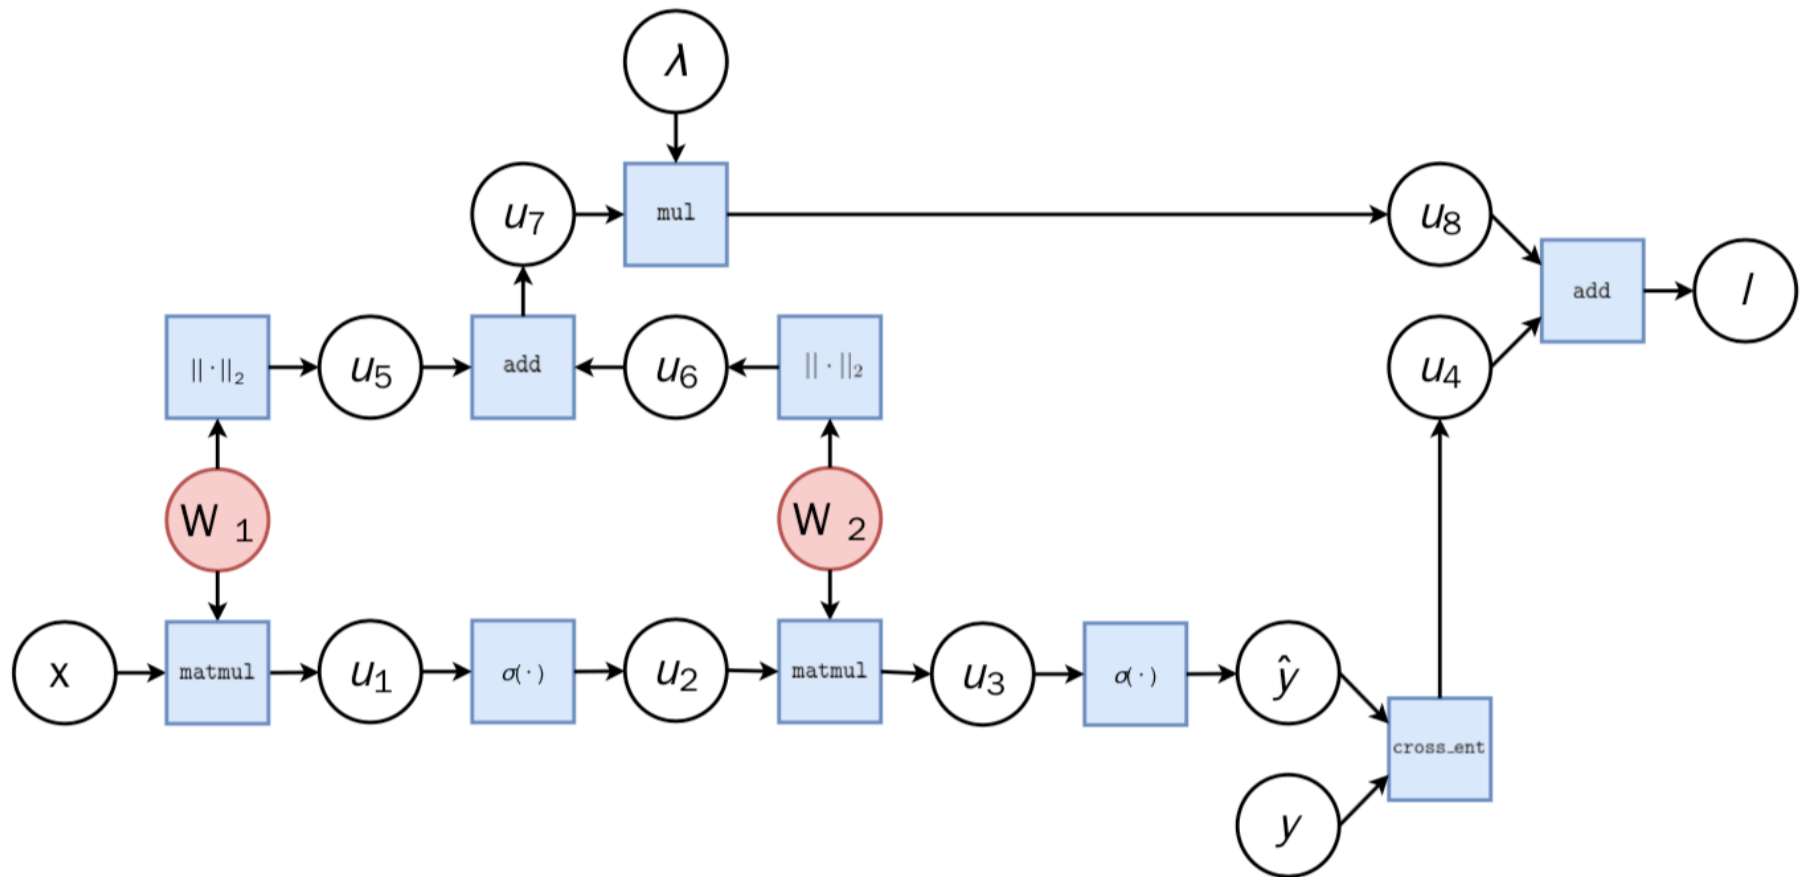 λ
u₇ mul u₈
add l
||·||₂ u₅ add u₆ ||·||₂ u₄
W 1 W 2
x matmul u₁ σ(·) u₂ matmul u₃ σ(·) ŷ
cross_ent
y